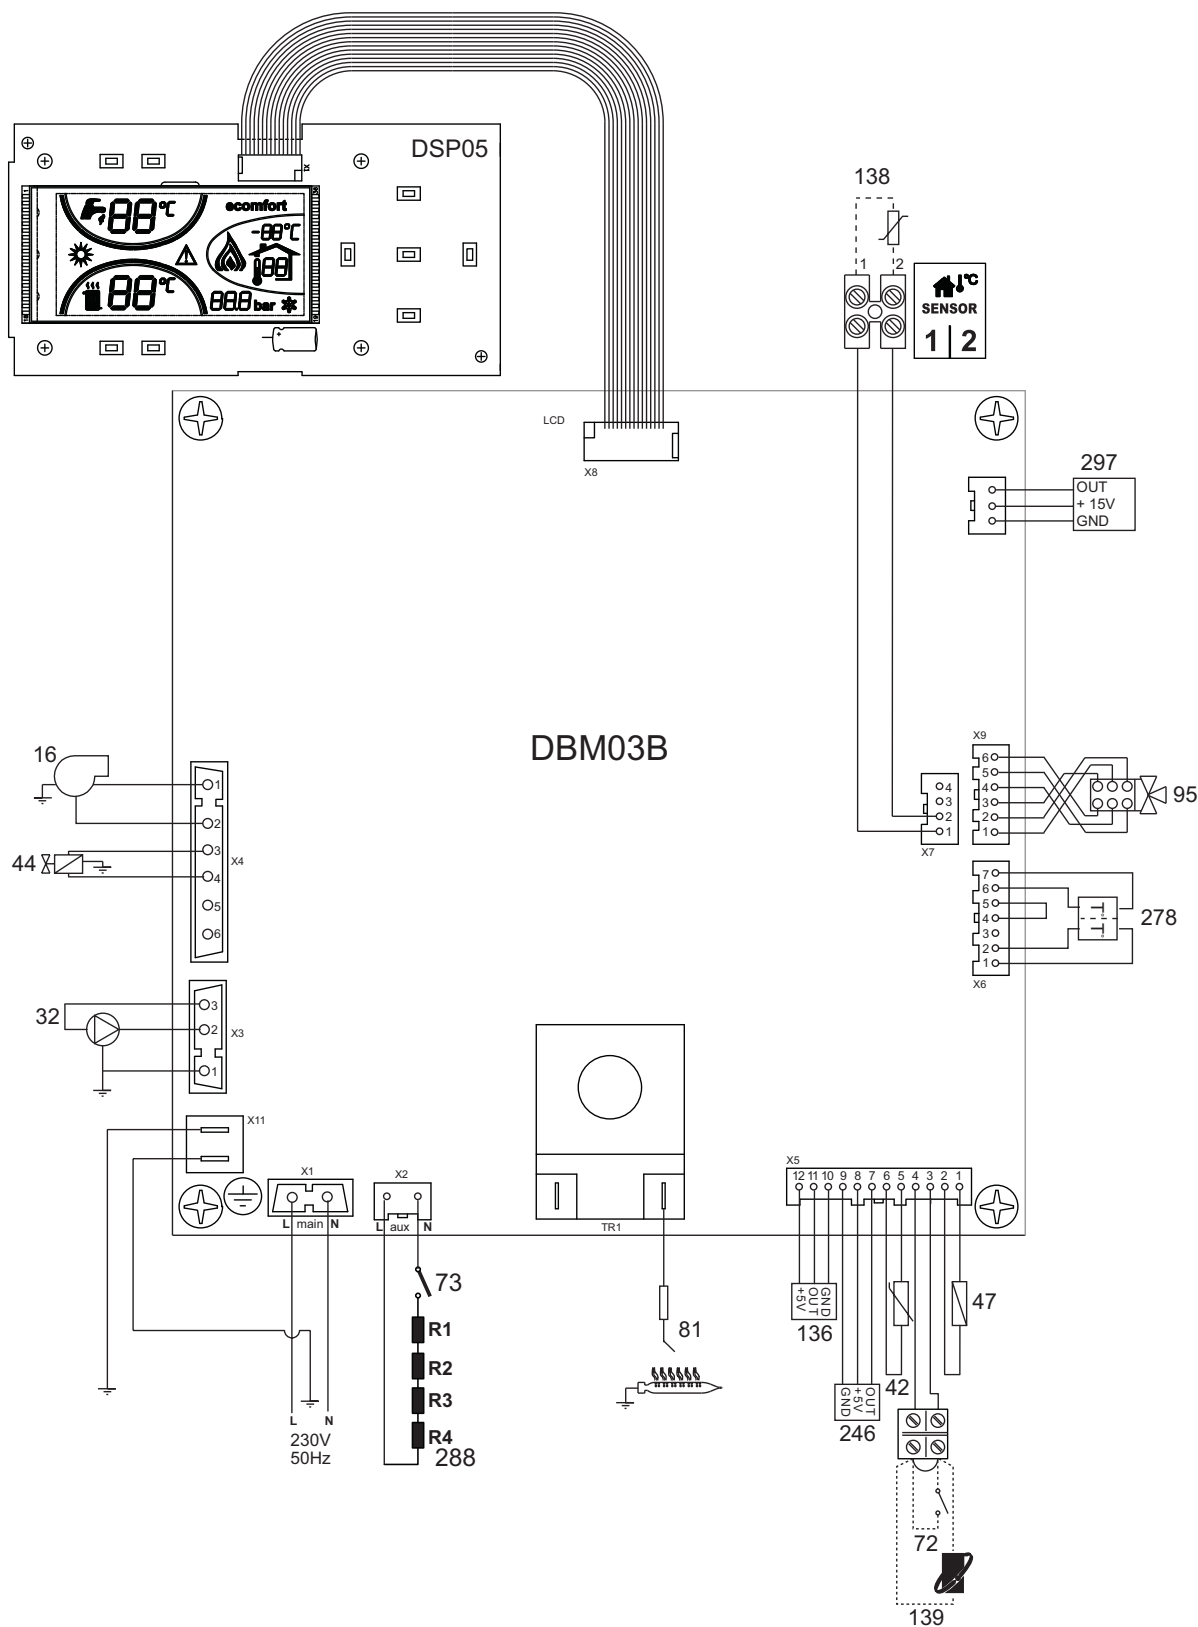 DSP05
X1
ecomfort
88°C
-88°C
88
88°C
88.8 bar
138
1 2
°C
SENSOR
1 2
LCD
X8
297
OUT
+ 15V
GND
DBM03B
16
1
2
44
3
4
X4
5
6
X9
6
5
4
3
2
1
95
4
3
2
1
X7
7
6
5
4
3
2
1
278
T°
T°
X6
32
3
2
X3
1
X11
X1
L main N
X2
L aux N
TR1
X5
12 11 10 9 8 7 6 5 4 3 2 1
73
R1
R2
R3
R4
288
L N
230V
50Hz
81
+5V
OUT
GND
136
47
42
GND
+5V
OUT
246
72
139